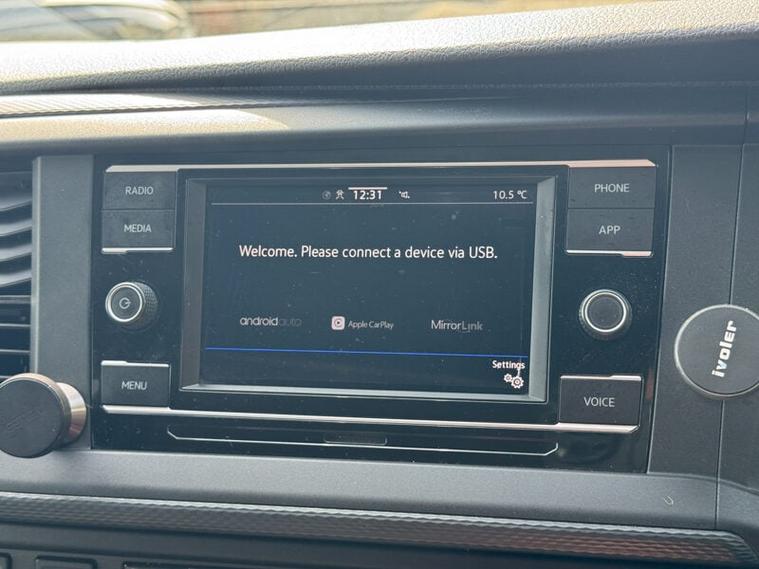 RADIO
MEDIA
MENU
12:31
10.5 °C
Welcome. Please connect a device via USB.
androidauto
Apple CarPlay
MirrorLink
Settings
PHONE
APP
VOICE
ivoler